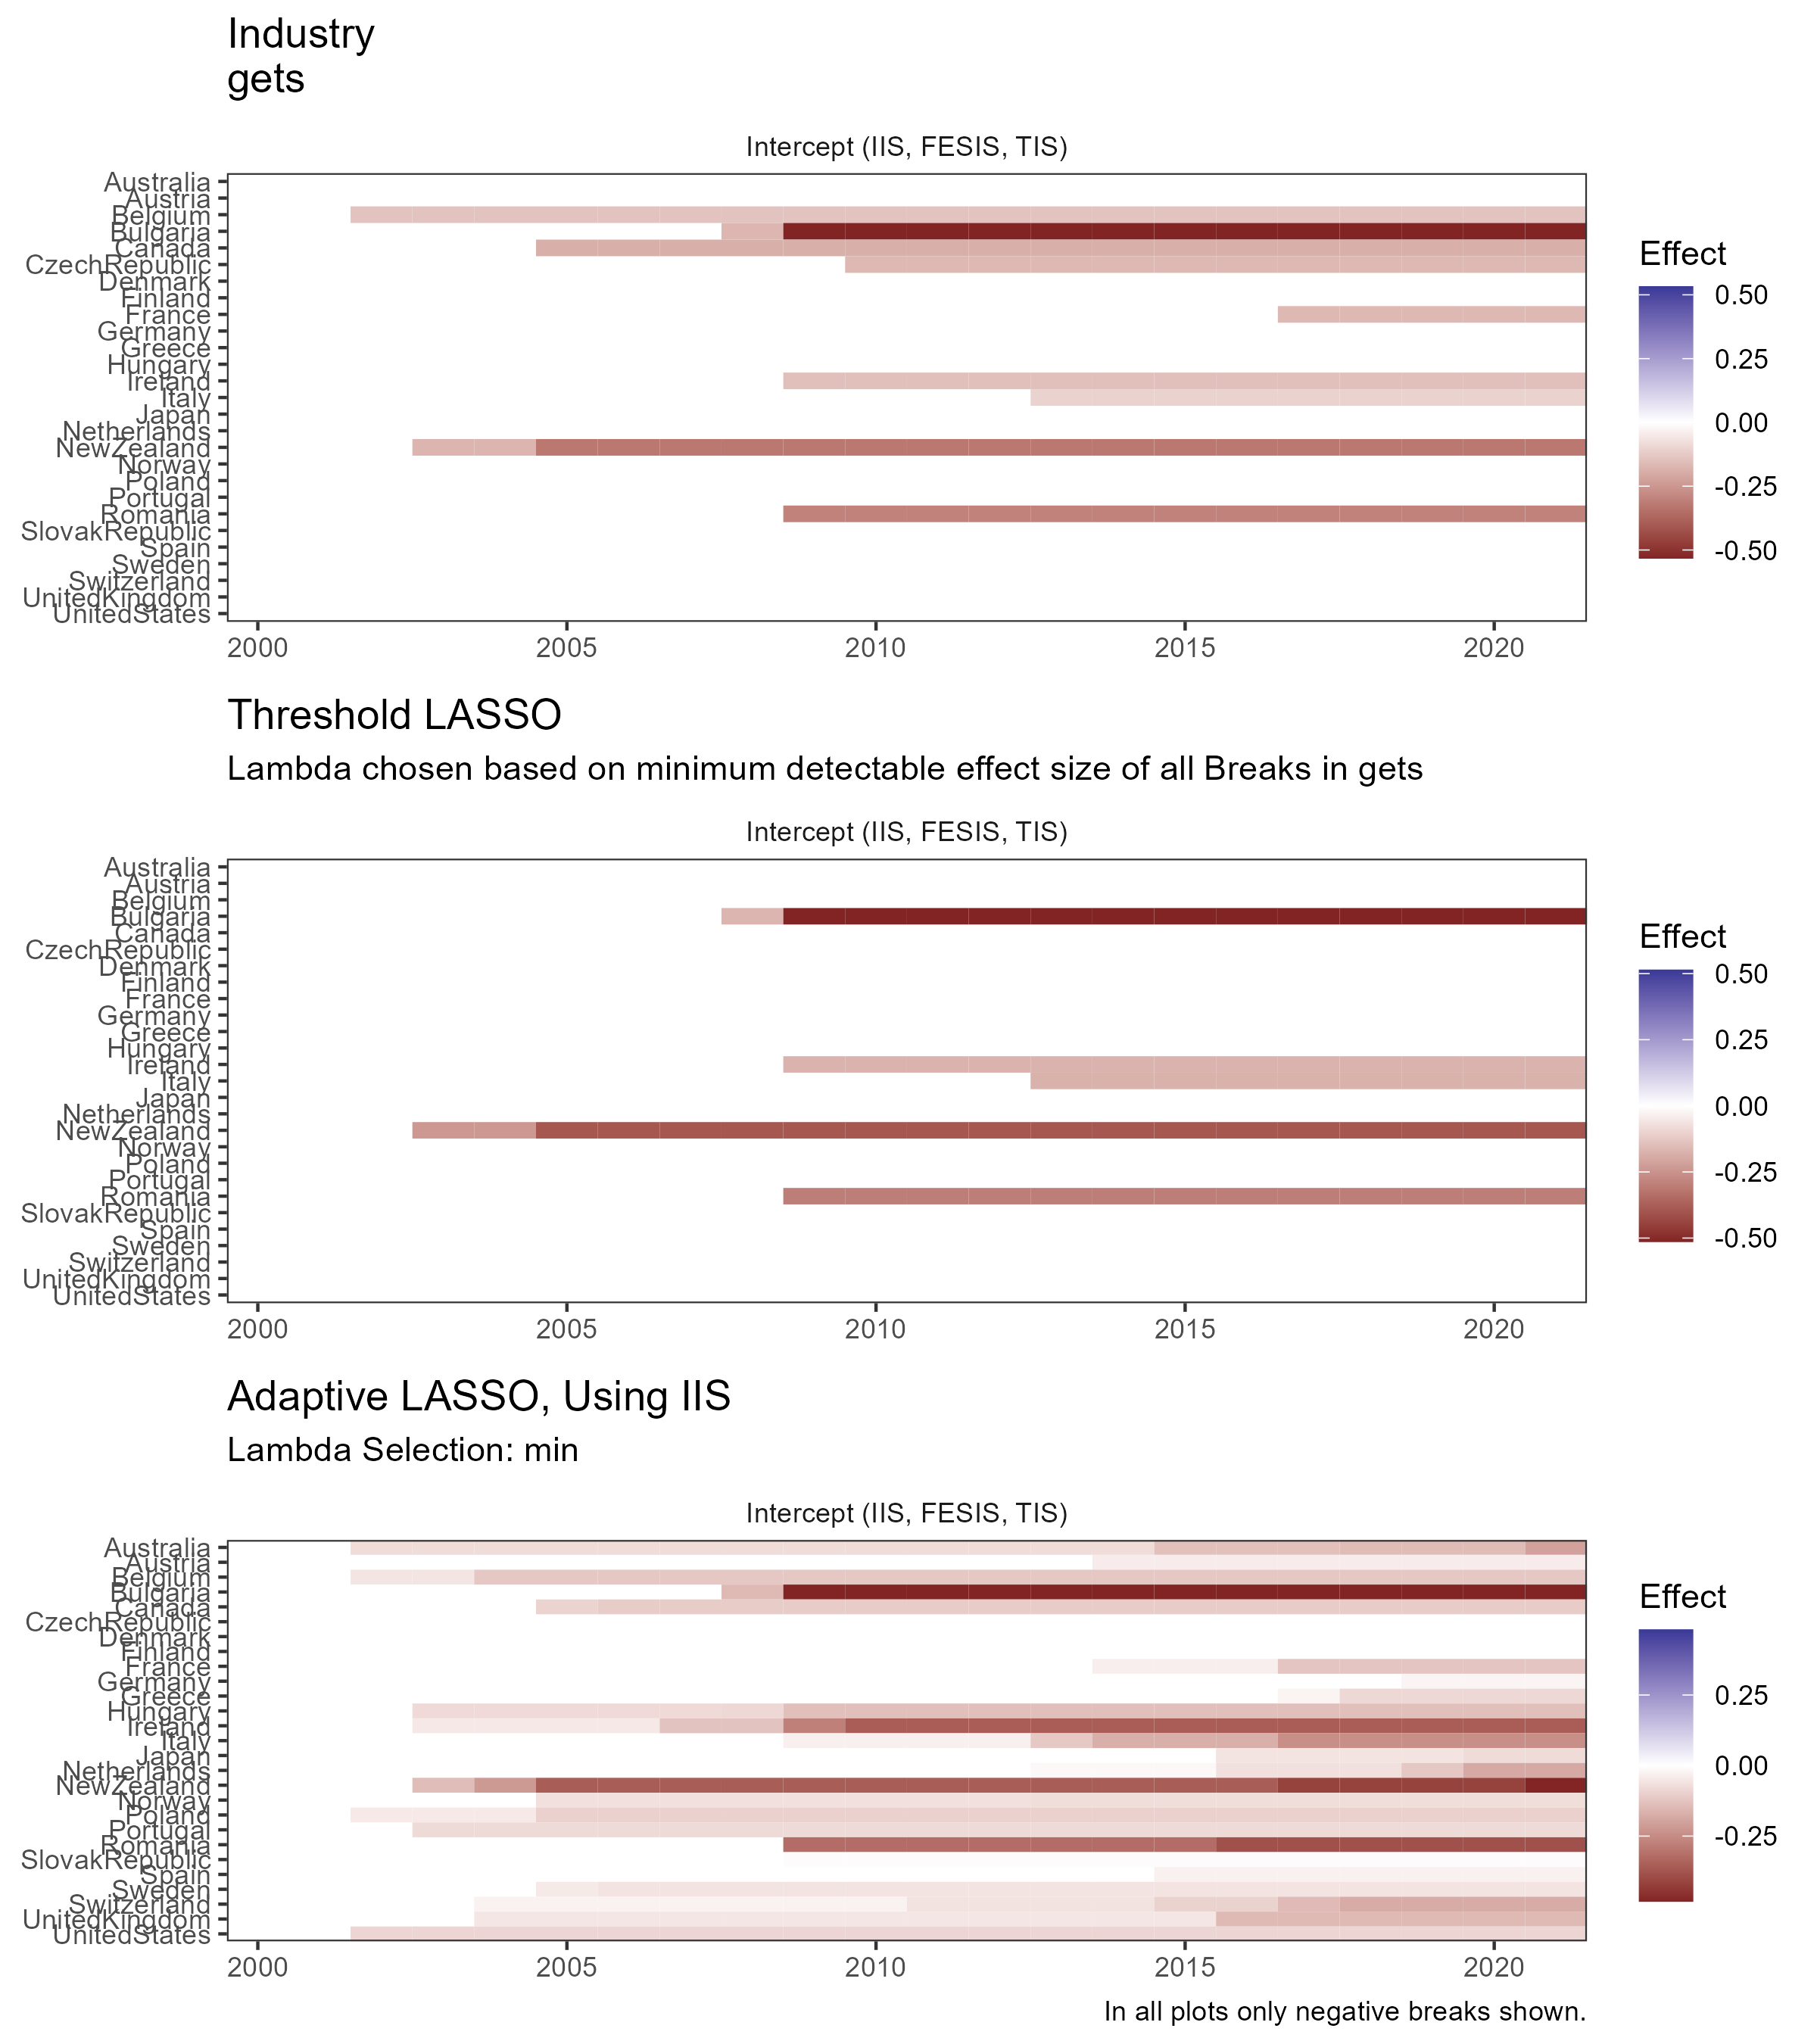 Industry
gets
Intercept (IIS, FESIS, TIS)
Australia
Austria
Belgium
Bulgaria
Canada
CzechRepublic
Denmark
Finland
France
Germany
Greece
Hungary
Ireland
Italy
Japan
Netherlands
NewZealand
Norway
Poland
Portugal
Romania
SlovakRepublic
Spain
Sweden
Switzerland
UnitedKingdom
UnitedStates
2000 2005 2010 2015 2020
Effect
0.50
0.25
0.00
-0.25
-0.50
Threshold LASSO
Lambda chosen based on minimum detectable effect size of all Breaks in gets
Intercept (IIS, FESIS, TIS)
Australia
Austria
Belgium
Bulgaria
Canada
CzechRepublic
Denmark
Finland
France
Germany
Greece
Hungary
Ireland
Italy
Japan
Netherlands
NewZealand
Norway
Poland
Portugal
Romania
SlovakRepublic
Spain
Sweden
Switzerland
UnitedKingdom
UnitedStates
2000 2005 2010 2015 2020
Effect
0.50
0.25
0.00
-0.25
-0.50
Adaptive LASSO, Using IIS
Lambda Selection: min
Intercept (IIS, FESIS, TIS)
Australia
Austria
Belgium
Bulgaria
Canada
CzechRepublic
Denmark
Finland
France
Germany
Greece
Hungary
Ireland
Italy
Japan
Netherlands
NewZealand
Norway
Poland
Portugal
Romania
SlovakRepublic
Spain
Sweden
Switzerland
UnitedKingdom
UnitedStates
2000 2005 2010 2015 2020
Effect
0.25
0.00
-0.25
In all plots only negative breaks shown.